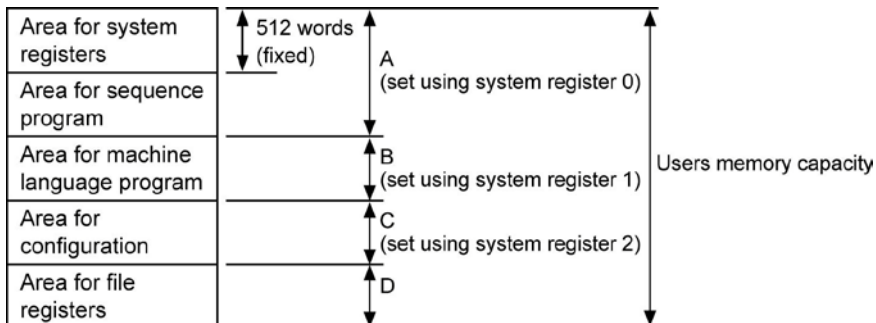 Area for system
registers
512 words
(fixed)
A
(set using system register 0)
Area for sequence
program
Area for machine
language program
B
(set using system register 1)
Users memory capacity
Area for
configuration
C
(set using system register 2)
Area for file
registers
D